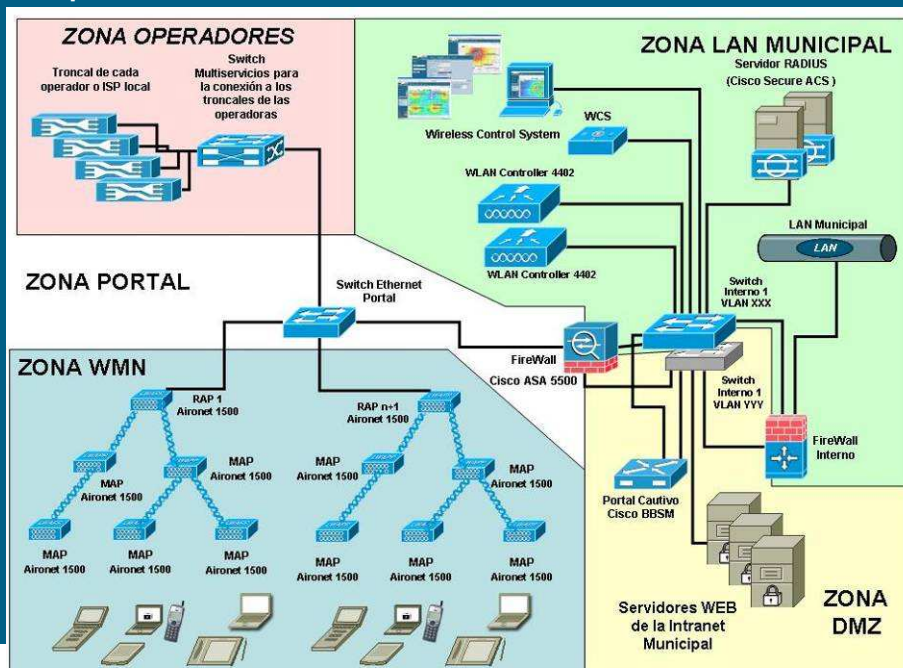 ZONA OPERADORES
Troncal de cada
operador o ISP local
Switch
Multiservicios para
la conexión a los
troncales de las
operadoras
ZONA LAN MUNICIPAL
Servidor RADIUS
(Cisco Secure ACS )
Wireless Control System
WCS
WLAN Controller 4402
WLAN Controller 4402
LAN Municipal
LAN
Switch
Interno 1
VLAN XXX
ZONA PORTAL
Switch Ethernet
Portal
FireWall
Cisco ASA 5500
Switch
Interno 1
VLAN YYY
FireWall
Interno
ZONA WMN
RAP 1
Aironet 1500
RAP n+1
Aironet 1500
MAP
Aironet 1500
MAP
Aironet 1500
MAP
Aironet 1500
MAP
Aironet 1500
MAP
Aironet 1500
MAP
Aironet 1500
MAP
Aironet 1500
MAP
Aironet 1500
MAP
Aironet 1500
MAP
Aironet 1500
Portal Cautivo
Cisco BBSM
Servidores WEB
de la Intranet
Municipal
ZONA
DMZ